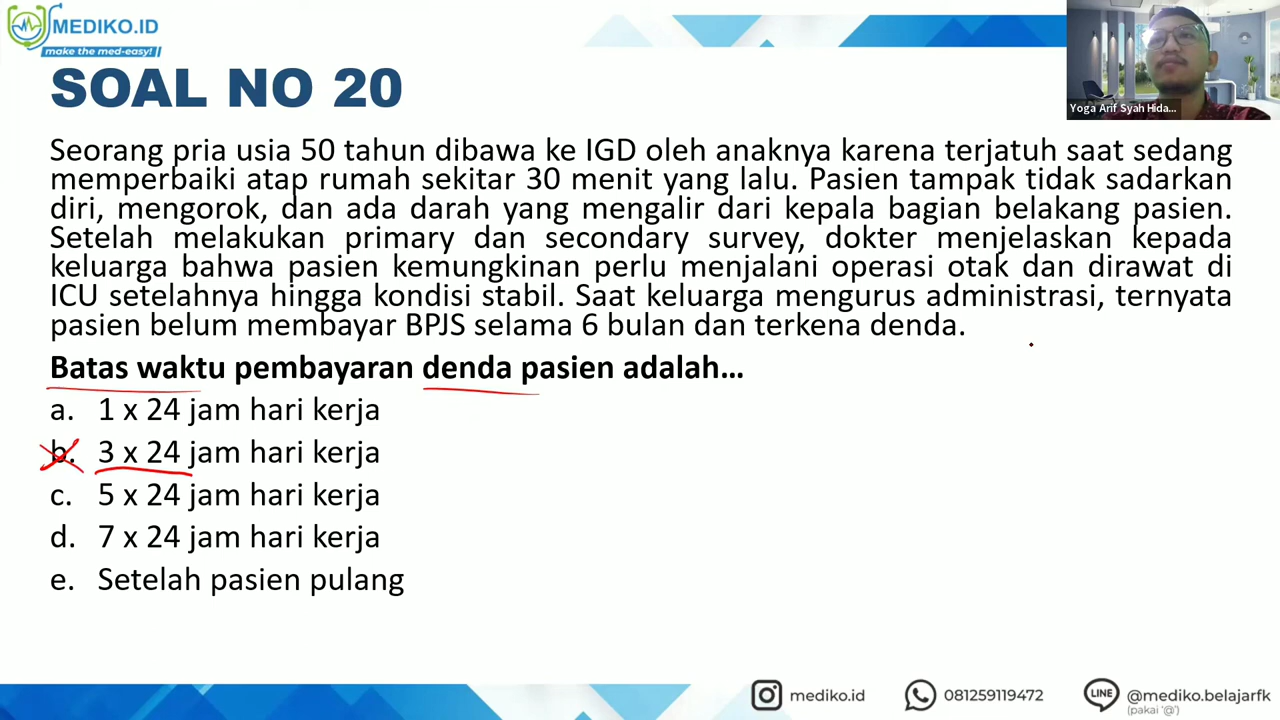 MEDIKO.ID
make the med-easy!
SOAL NO 20
Yoga Arif Syah Hida...
Seorang pria usia 50 tahun dibawa ke IGD oleh anaknya karena terjatuh saat sedang
memperbaiki atap rumah sekitar 30 menit yang lalu. Pasien tampak tidak sadarkan
diri, mengorok, dan ada darah yang mengalir dari kepala bagian belakang pasien.
Setelah melakukan primary dan secondary survey, dokter menjelaskan kepada
keluarga bahwa pasien kemungkinan perlu menjalani operasi otak dan dirawat di
ICU setelahnya hingga kondisi stabil. Saat keluarga mengurus administrasi, ternyata
pasien belum membayar BPJS selama 6 bulan dan terkena denda.
Batas waktu pembayaran denda pasien adalah...
a. 1 x 24 jam hari kerja
b. 3 x 24 jam hari kerja
c. 5 x 24 jam hari kerja
d. 7 x 24 jam hari kerja
e. Setelah pasien pulang
mediko.id
081259119472
LINE
@mediko.belajarfk
(pakai '@')